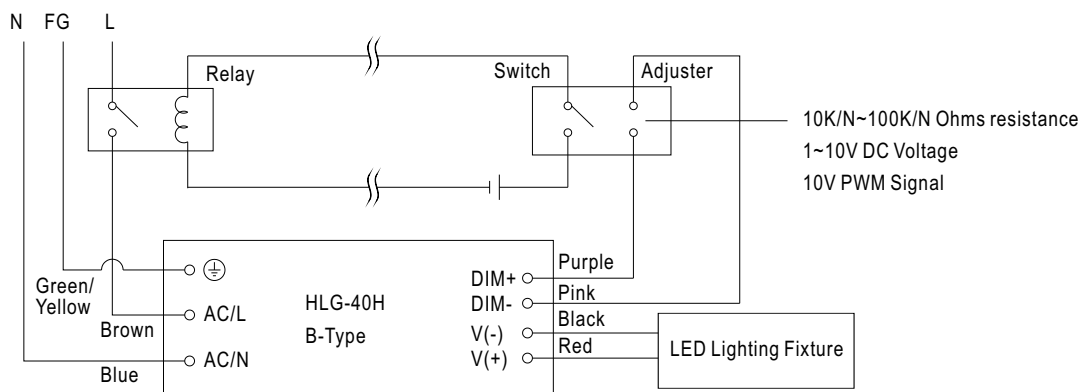 N FG L
Relay
Switch
Adjuster
10K/N~100K/N Ohms resistance
1~10V DC Voltage
10V PWM Signal
Green/
Yellow
Brown
Blue
AC/L
AC/N
HLG-40H
B-Type
DIM+
DIM-
V(-)
V(+)
Purple
Pink
Black
Red
LED Lighting Fixture